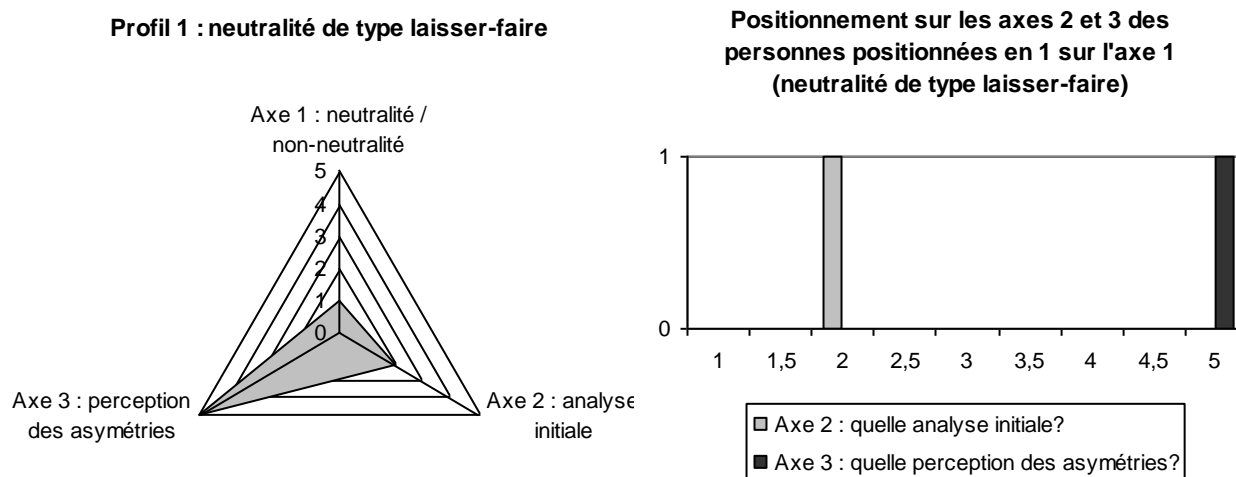 Profil 1 : neutralité de type laisser-faire
Axe 1 : neutralité /
non-neutralité
5
4
3
2
1
0
Axe 3 : perception
des asymétries
Axe 2 : analyse
initiale
Positionnement sur les axes 2 et 3 des
personnes positionnées en 1 sur l'axe 1
(neutralité de type laisser-faire)
1
0
1 1,5 2 2,5 3 3,5 4 4,5 5
Axe 2 : quelle analyse initiale?
Axe 3 : quelle perception des asymétries?